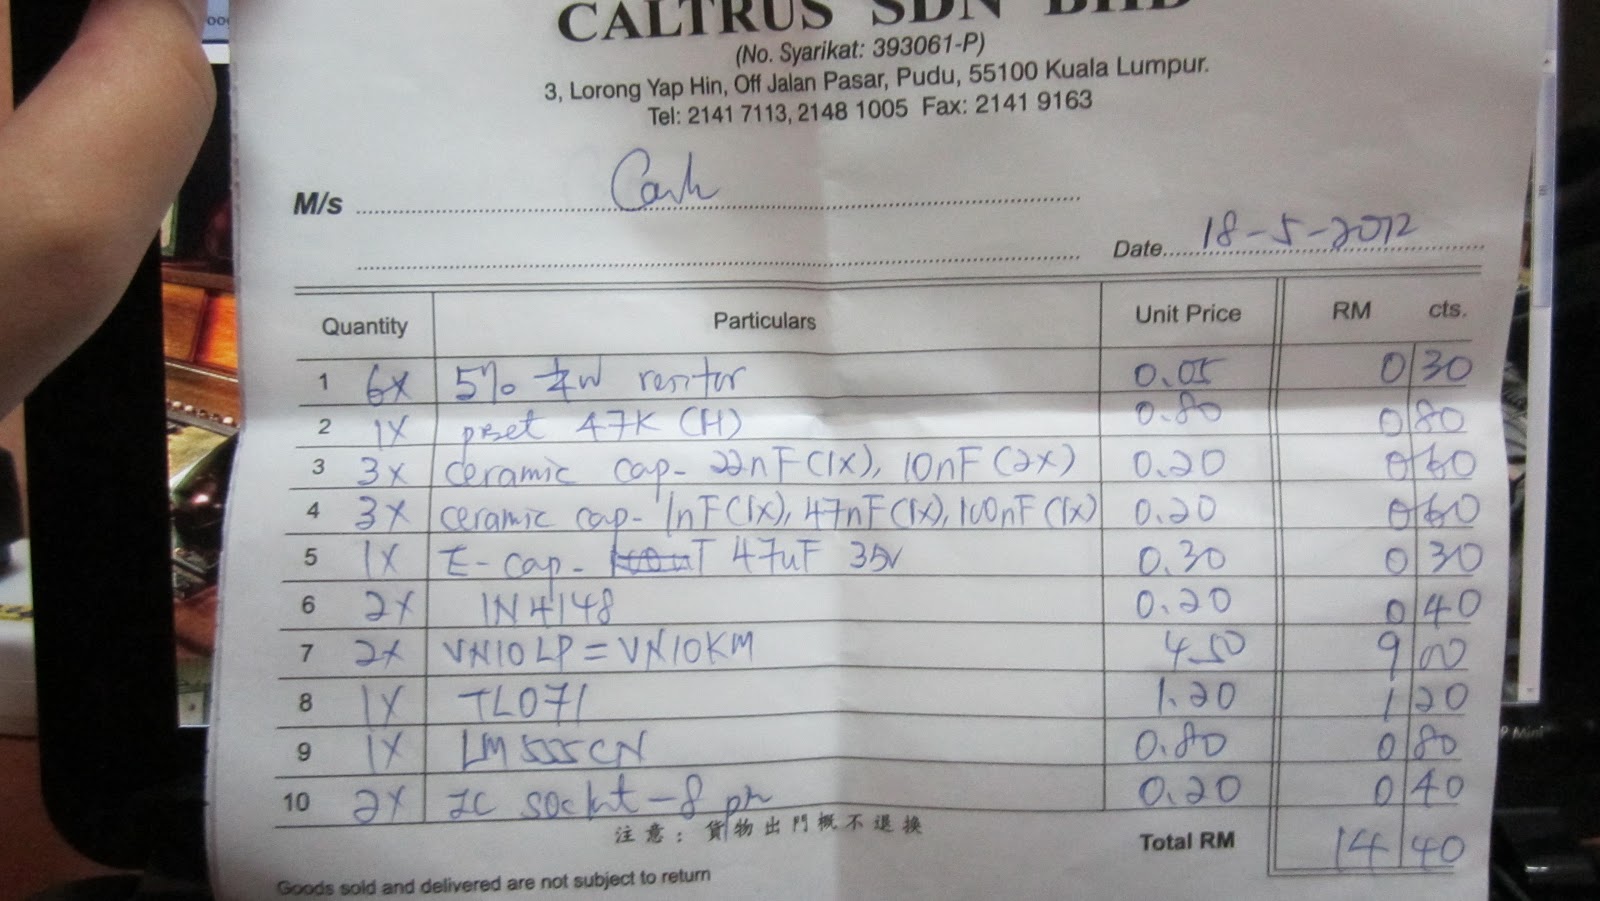 CALTRUS SDN BHD
(No. Syarikat: 393061-P)
3, Lorong Yap Hin, Off Jalan Pasar, Pudu, 55100 Kuala Lumpur.
Tel: 2141 7113, 2148 1005 Fax: 2141 9163
M/s Cash
Date 18-5-2012
Quantity Particulars Unit Price RM cts.
1 6x 5% ¼W resistor 0.05 0 30
2 1x preset 47K (H) 0.80 0 80
3 3x ceramic cap- 22nF(1x), 10nF(2x) 0.20 0 60
4 3x ceramic cap- 1nF(1x), 47nF(1x), 100nF(1x) 0.20 0 60
5 1x E-cap- 47uF 35V 0.30 0 30
6 2x 1N4148 0.20 0 40
7 2x VN10LP = VN10KM 4.50 9 00
8 1x TL071 1.20 1 20
9 1x LM555CN 0.80 0 80
10 2x IC socket-8 pin 0.20 0 40
注意：貨物出門概不退換
Total RM 14 40
Goods sold and delivered are not subject to return